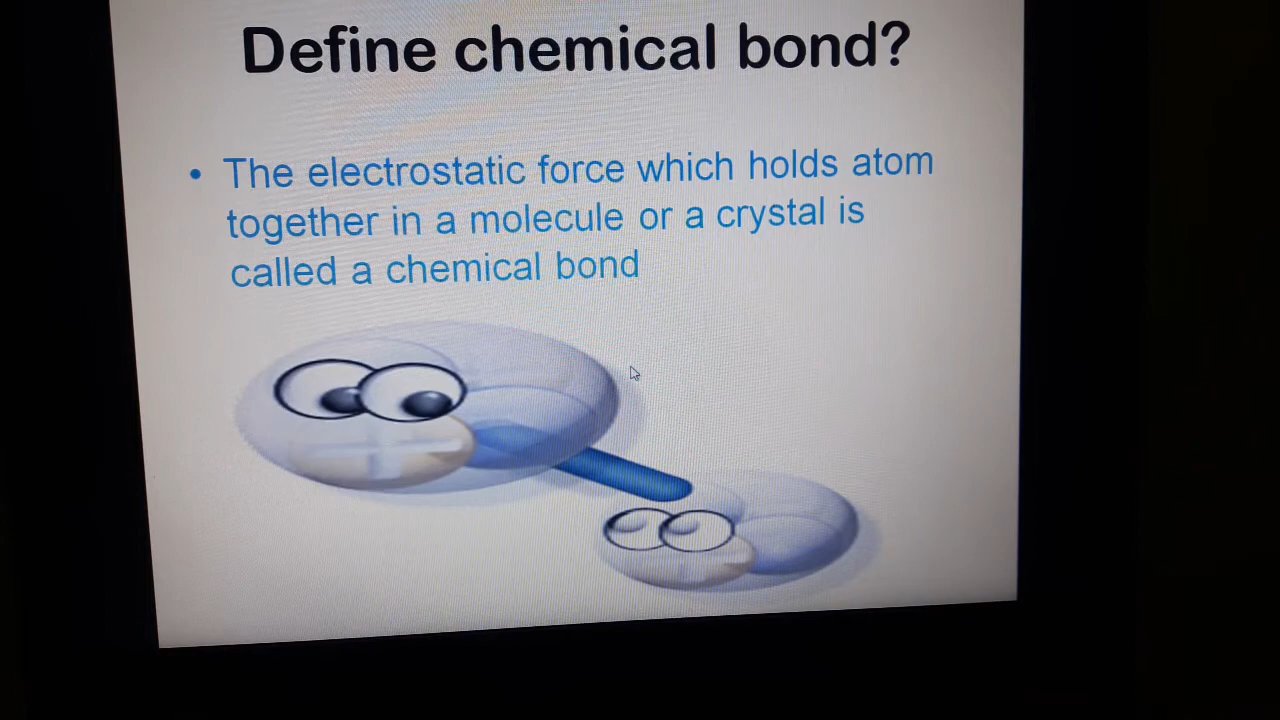 Define chemical bond?
• The electrostatic force which holds atom
together in a molecule or a crystal is
called a chemical bond